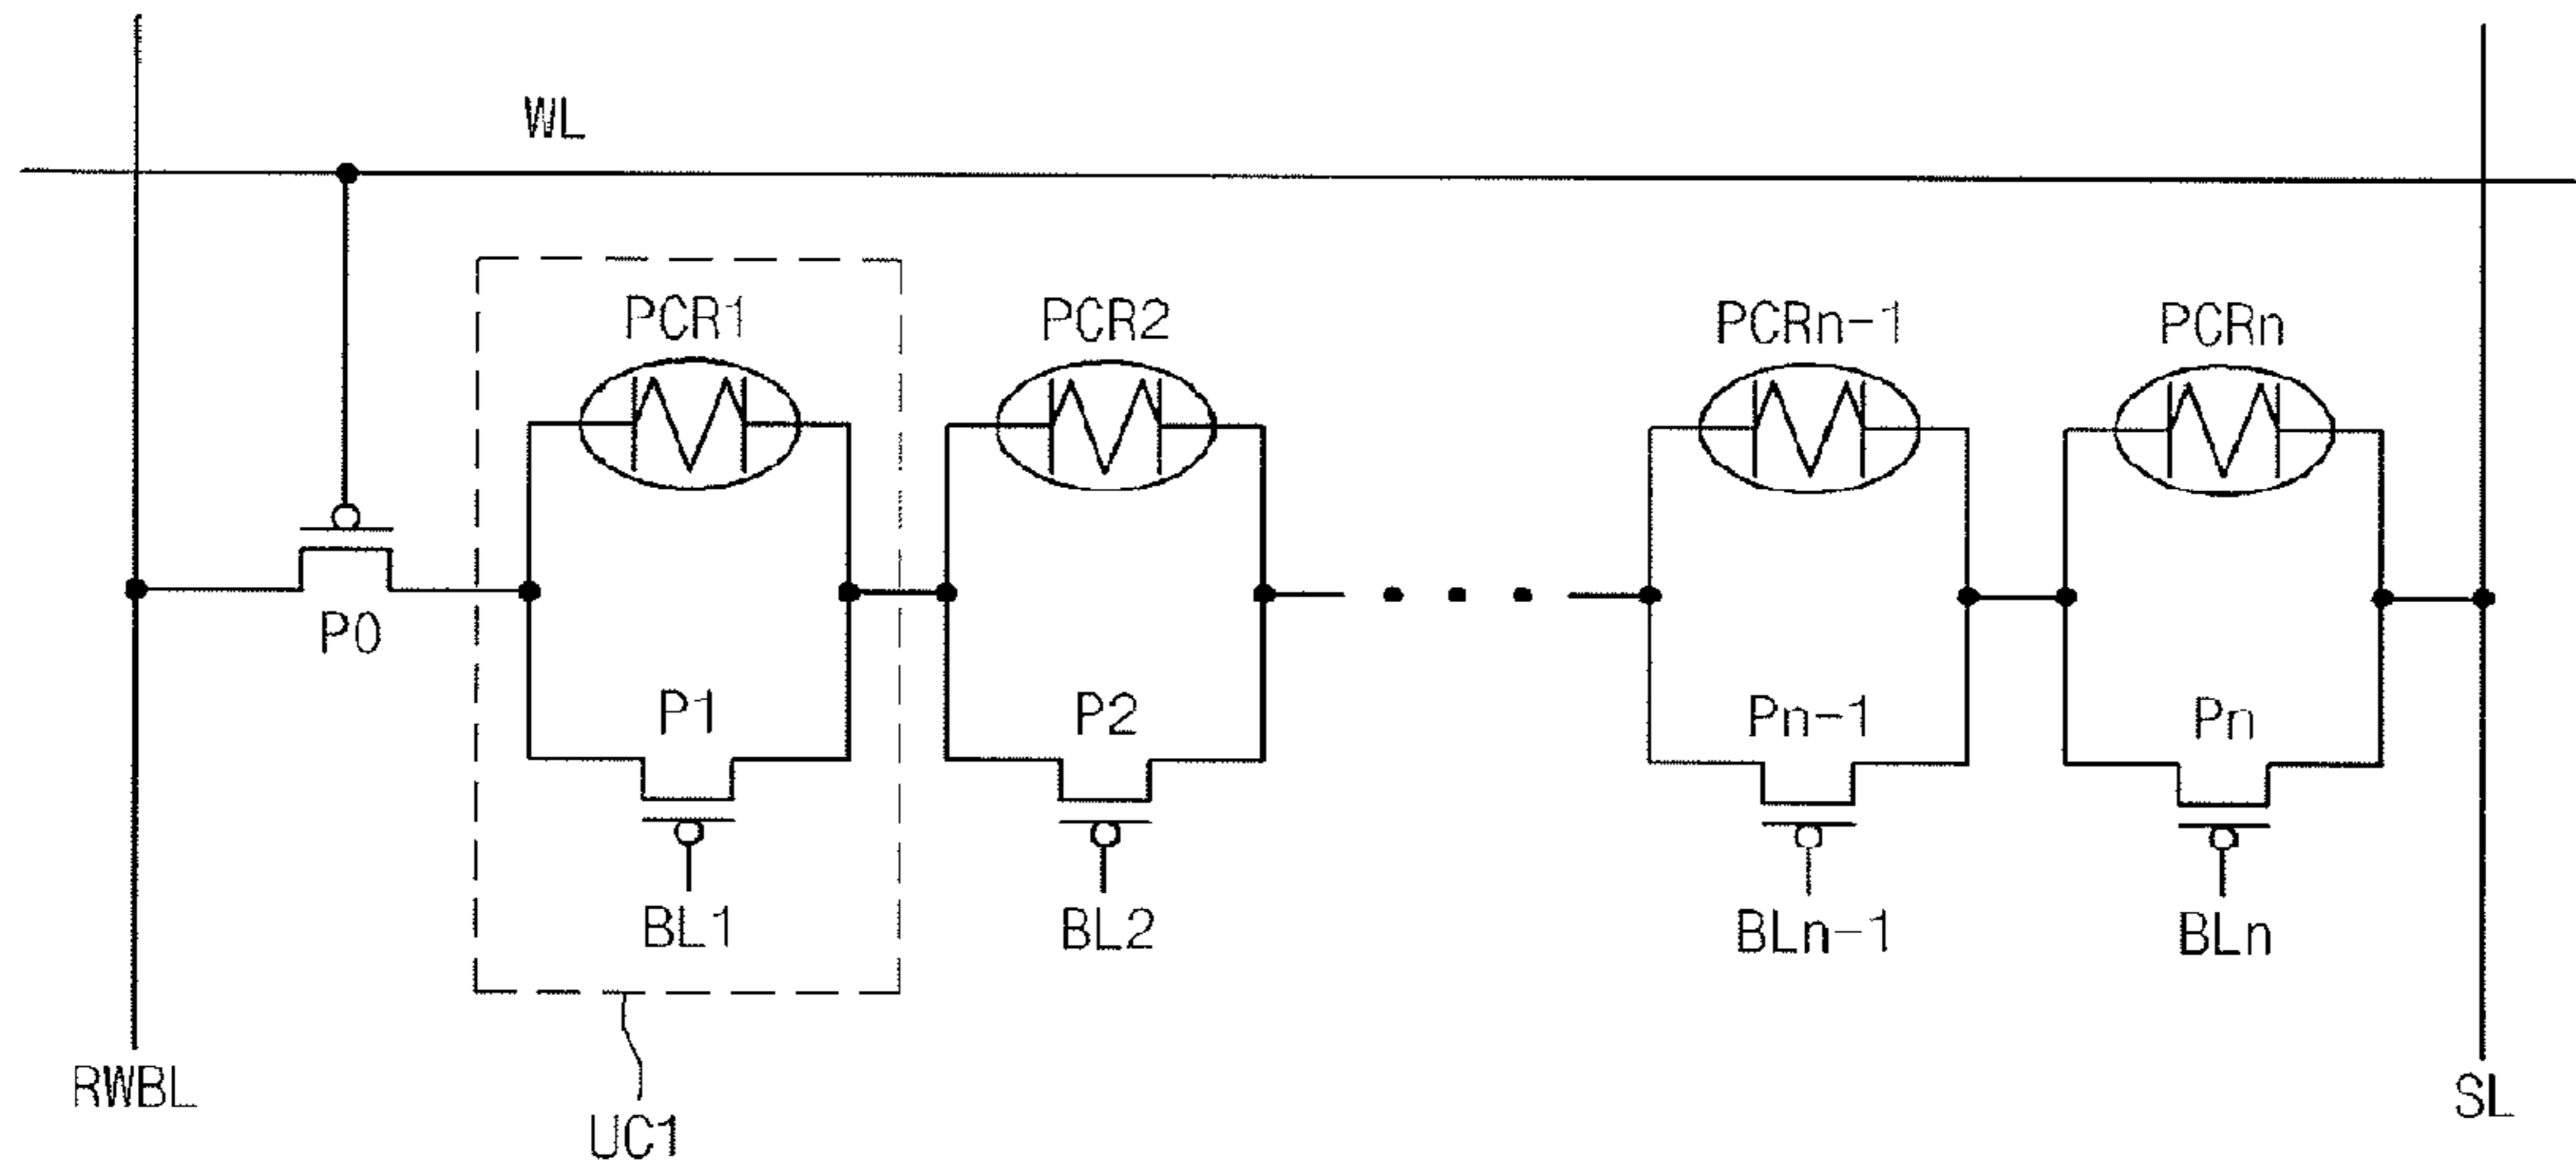 WL
PCR1
PCR2
PCRn-1
PCRn
P0
P1
P2
Pn-1
Pn
BL1
BL2
BLn-1
BLn
RWBL
SL
UC1